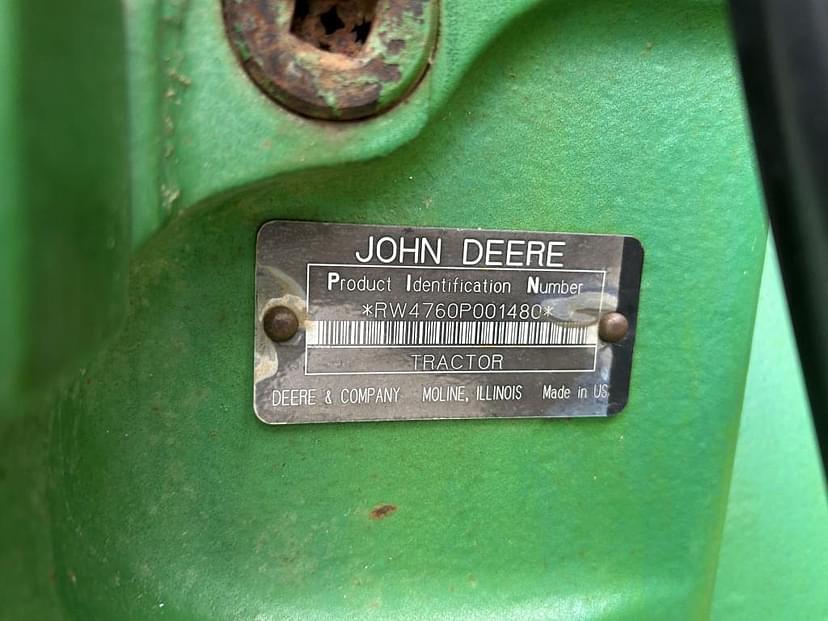 JOHN DEERE
Product Identification Number
*RW4760P001480*
TRACTOR
DEERE & COMPANY MOLINE, ILLINOIS Made in US